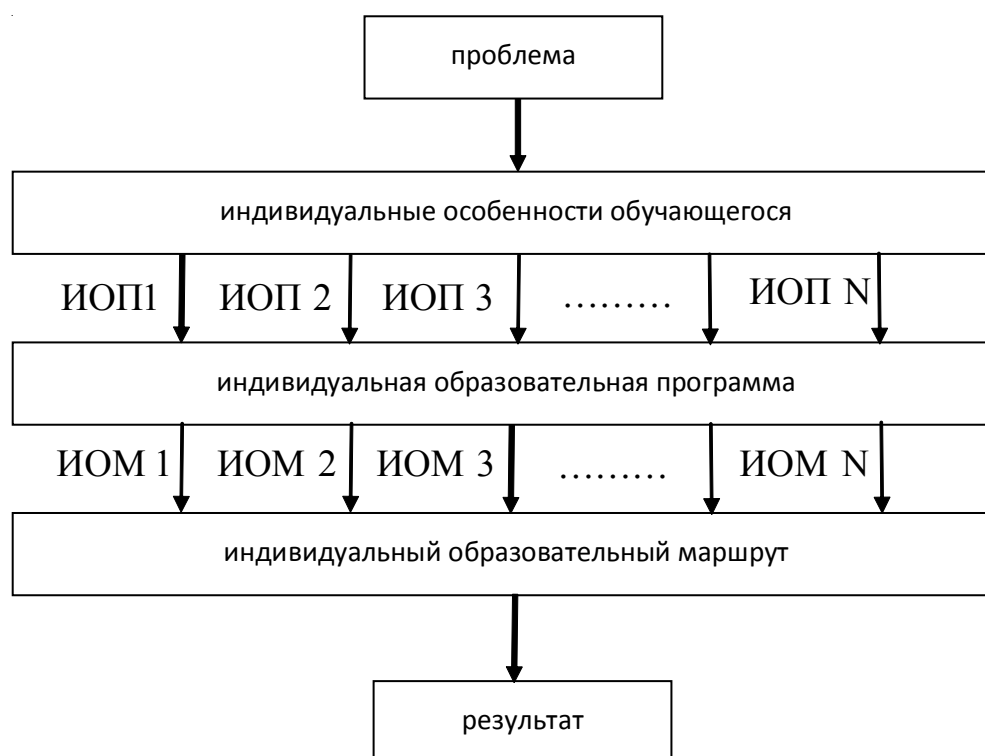 проблема
индивидуальные особенности обучающегося
ИОП1 ИОП 2 ИОП 3 ......... ИОП N
индивидуальная образовательная программа
ИОМ 1 ИОМ 2 ИОМ 3 ......... ИОМ N
индивидуальный образовательный маршрут
результат